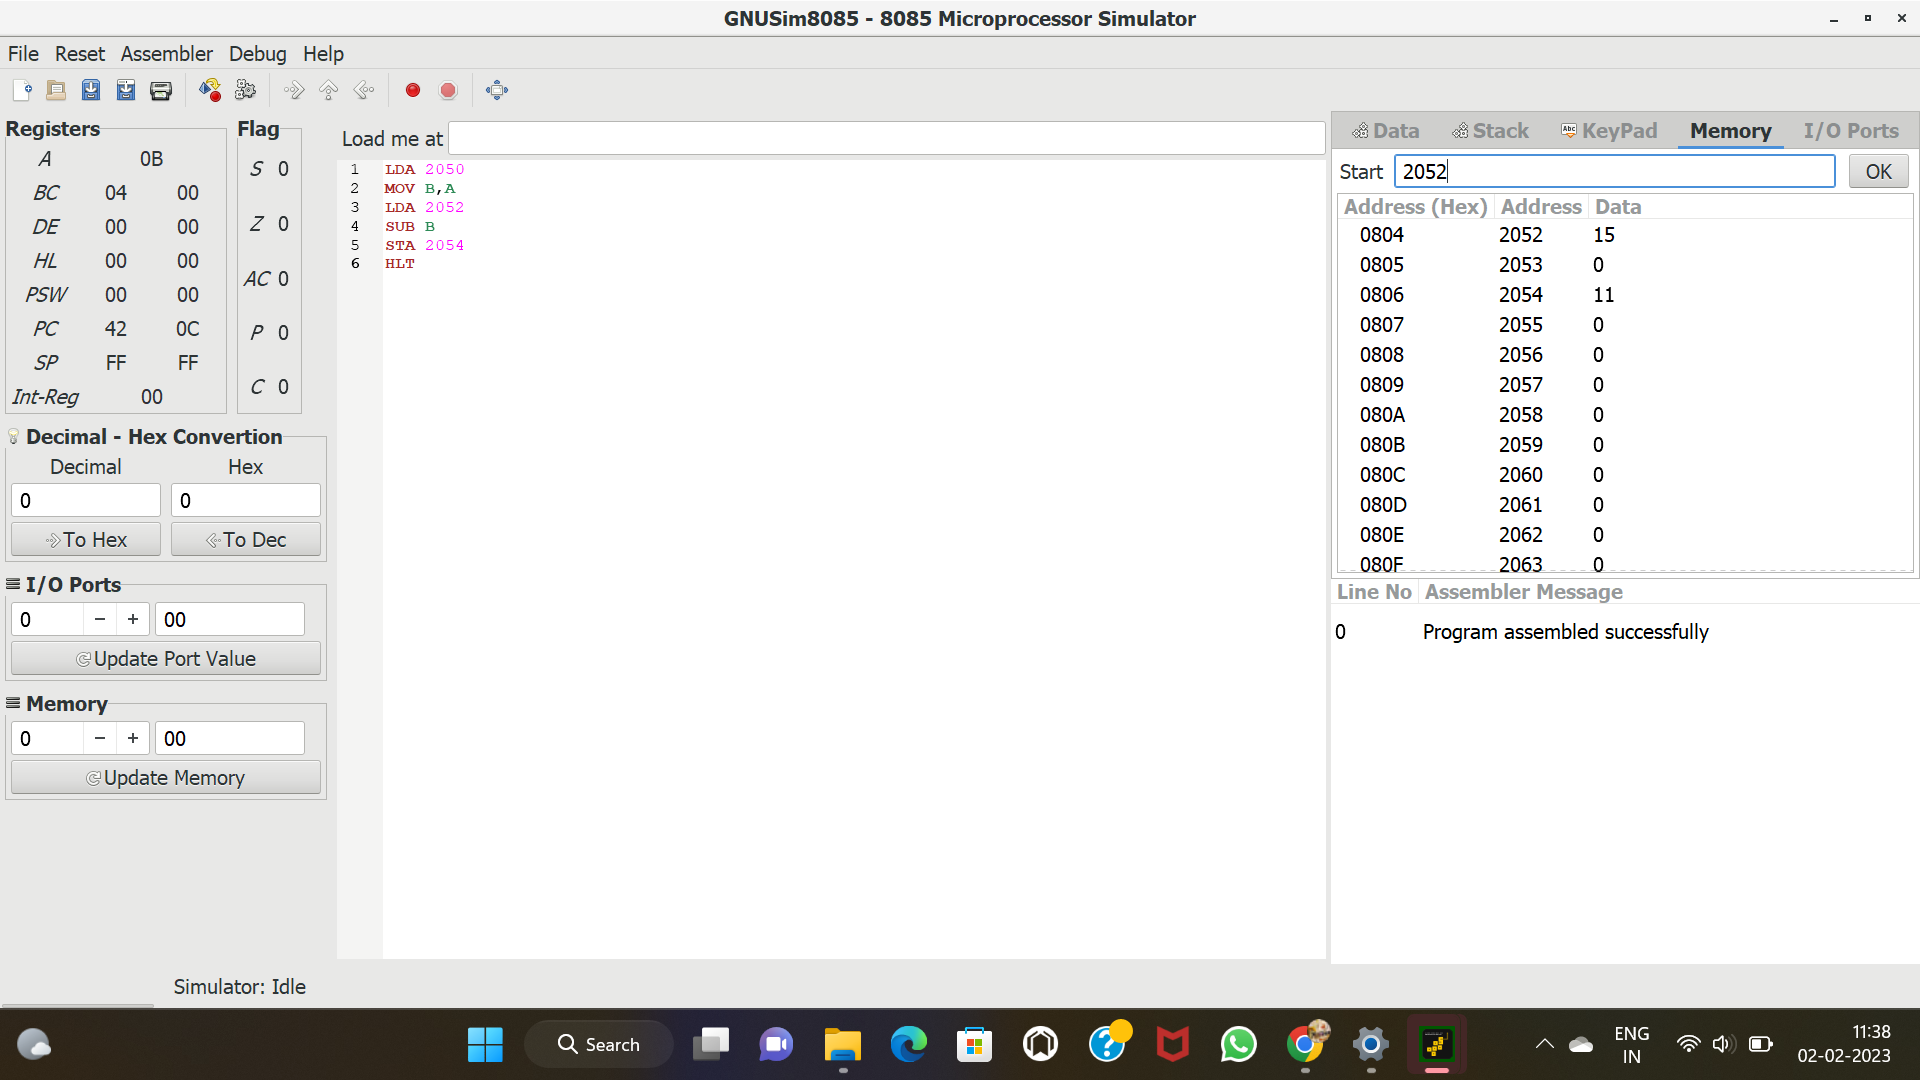 GNUSim8085 - 8085 Microprocessor Simulator
File Reset Assembler Debug Help
Registers
A 0B
BC 04 00
DE 00 00
HL 00 00
PSW 00 00
PC 42 0C
SP FF FF
Int-Reg 00
Flag
S 0
Z 0
AC 0
P 0
C 0
Decimal - Hex Convertion
Decimal Hex
0 0
To Hex To Dec
I/O Ports
0 − + 00
Update Port Value
Memory
0 − + 00
Update Memory
Simulator: Idle
Load me at
1 LDA 2050
2 MOV B,A
3 LDA 2052
4 SUB B
5 STA 2054
6 HLT
Data Stack Abc KeyPad Memory I/O Ports
Start 2052 OK
Address (Hex) Address Data
0804 2052 15
0805 2053 0
0806 2054 11
0807 2055 0
0808 2056 0
0809 2057 0
080A 2058 0
080B 2059 0
080C 2060 0
080D 2061 0
080E 2062 0
080F 2063 0
Line No Assembler Message
0 Program assembled successfully
Search
ENG
IN
11:38
02-02-2023